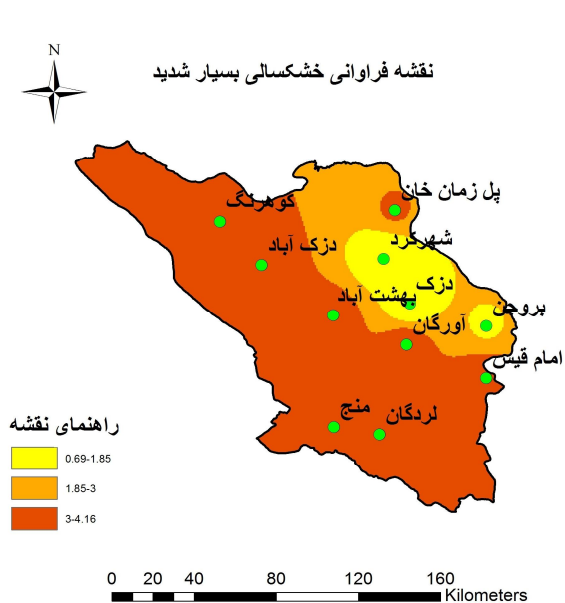 N
نقشه فراوانی خشکسالی بسیار شدید
پل زمان خان
کوهرنگ
شهرکرد
دزک آباد
دزک
بهشت آباد
بروجن
آورگان
امام قیس
منج
لردگان
راهنمای نقشه
0.69-1.85
1.85-3
3-4.16
0 20 40 80 120 160
Kilometers